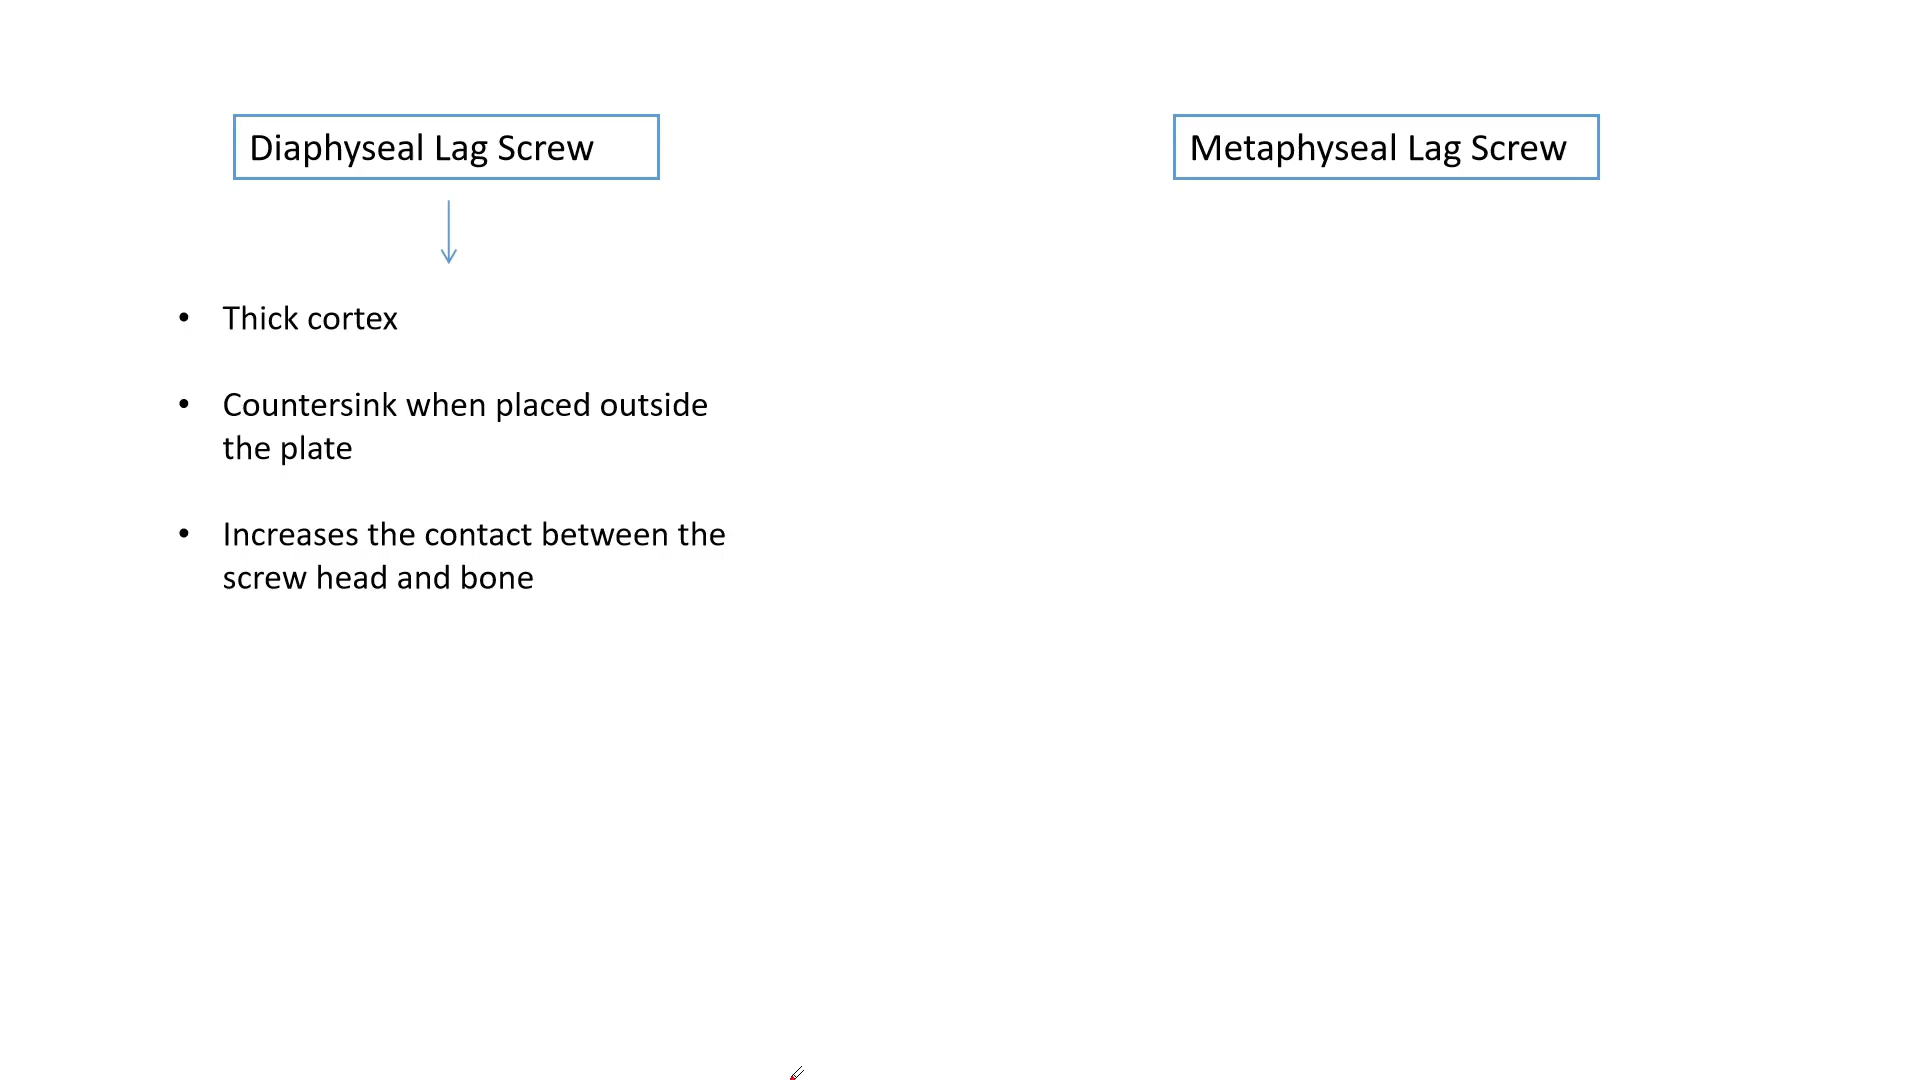 Diaphyseal Lag Screw
Metaphyseal Lag Screw
• Thick cortex
• Countersink when placed outside
the plate
• Increases the contact between the
screw head and bone